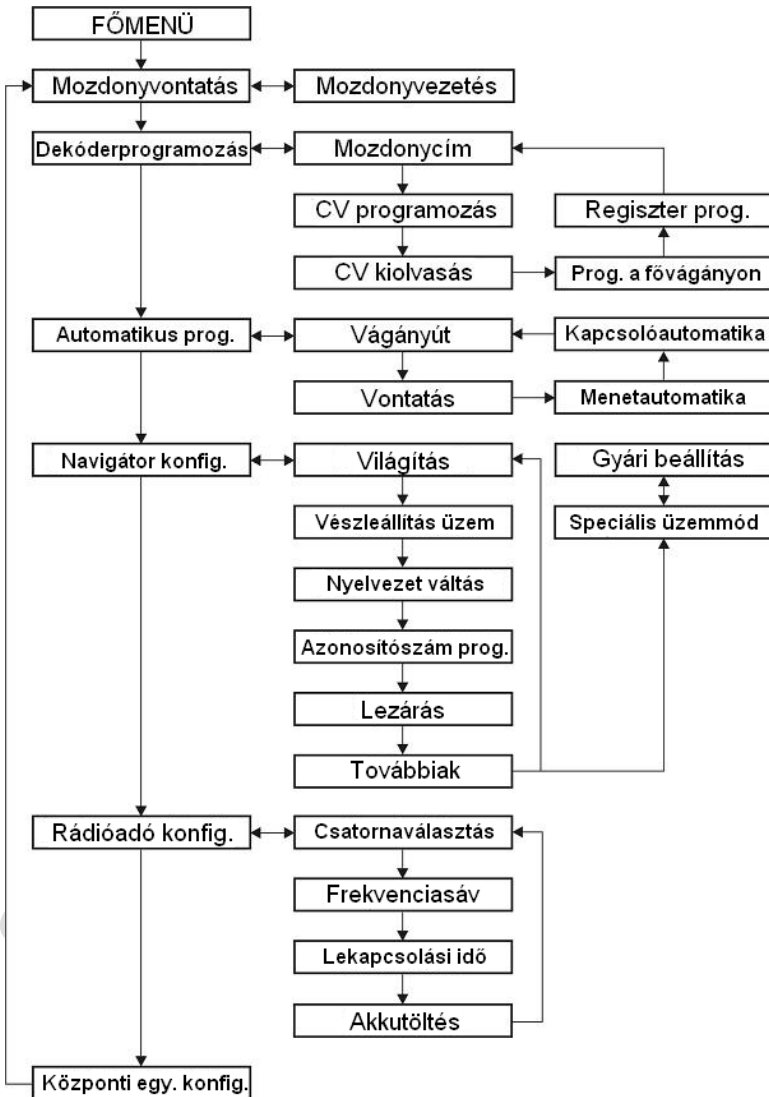 FŐMENÜ
Mozdonyvontatás
Mozdonyvezetés
Dekóderprogramozás
Mozdonycím
CV programozás
Regiszter prog.
CV kiolvasás
Prog. a fővágányon
Automatikus prog.
Vágányút
Kapcsolóautomatika
Vontatás
Menetautomatika
Navigátor konfig.
Világítás
Gyári beállítás
Vészleállítás üzem
Speciális üzemmód
Nyelvezet váltás
Azonosítószám prog.
Lezárás
Továbbiak
Rádióadó konfig.
Csatornaválasztás
Frekvenciasáv
Lekapcsolási idő
Akkutöltés
Központi egy. konfig.